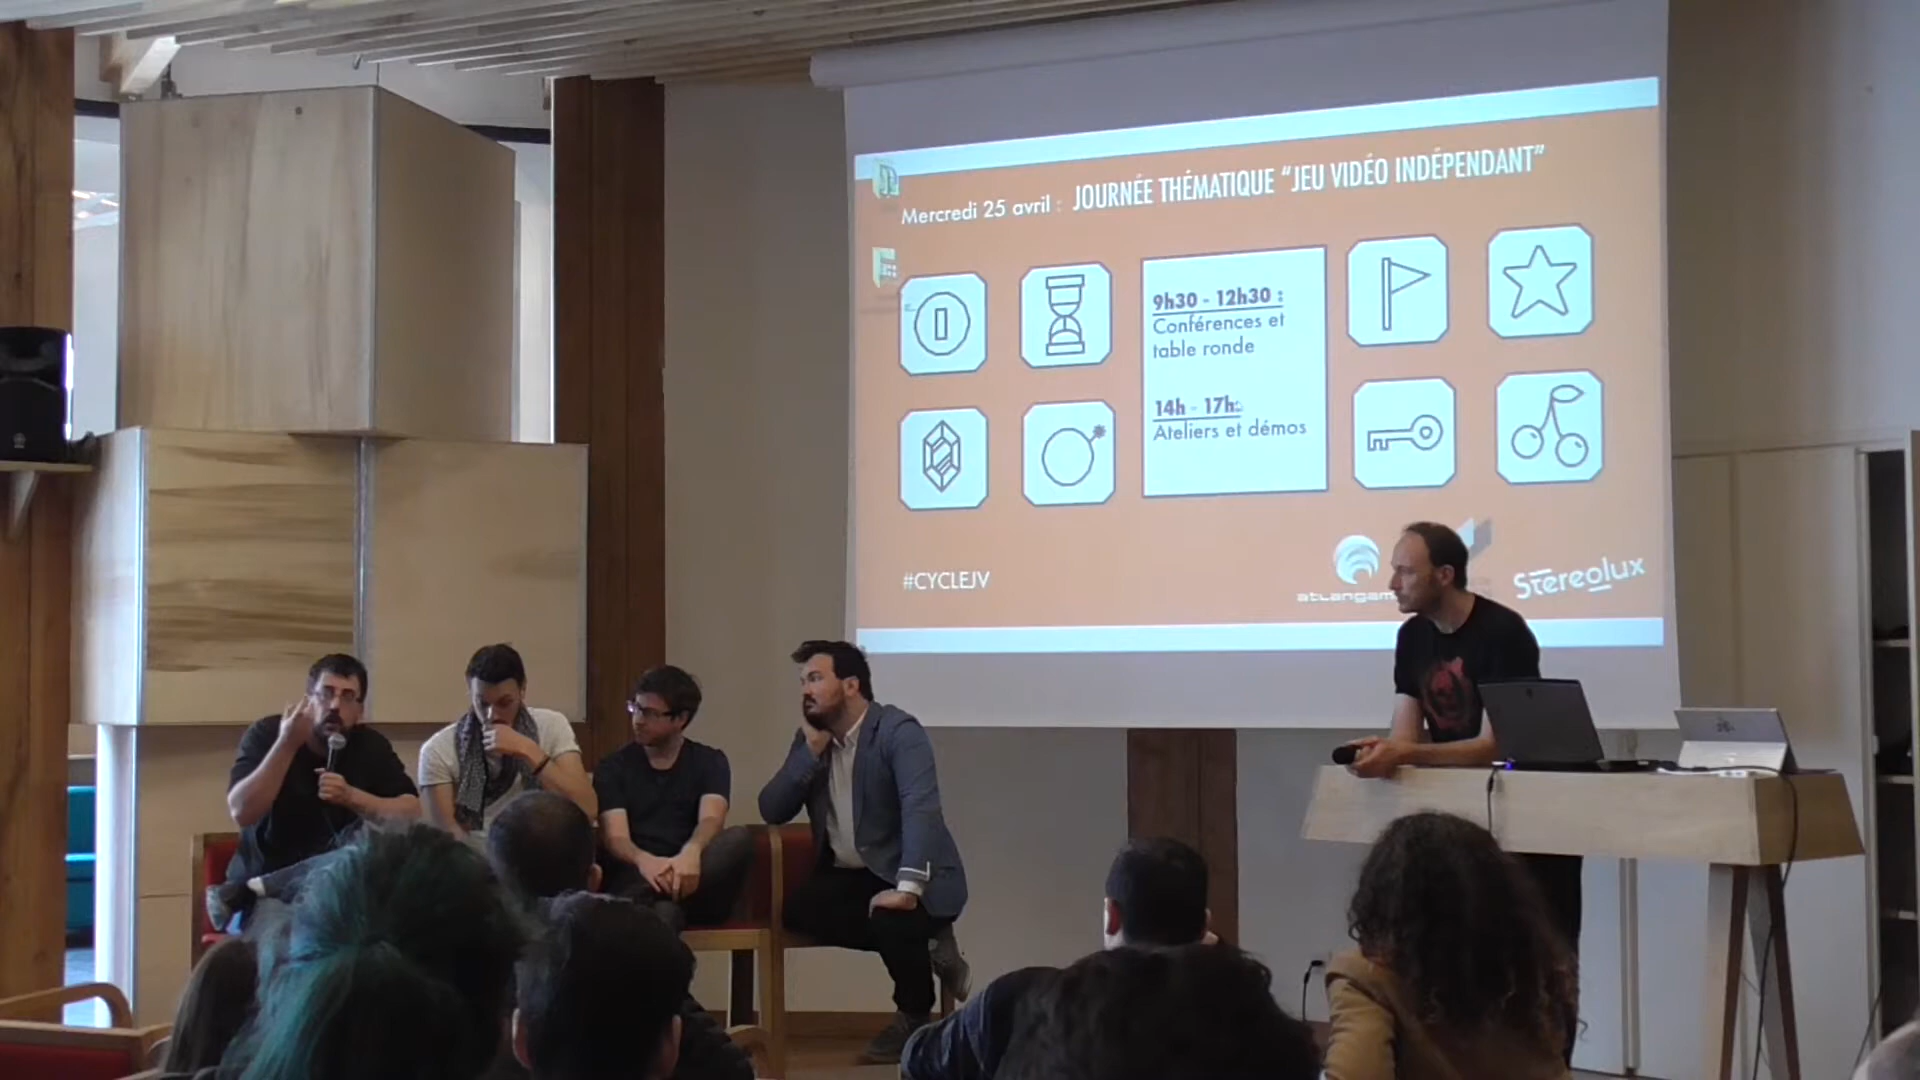 Mercredi 25 avril : JOURNÉE THÉMATIQUE “JEU VIDÉO INDÉPENDANT”
9h30 - 12h30 :
Conférences et
table ronde
14h - 17h:
Ateliers et démos
#CYCLEJV
Stereolux